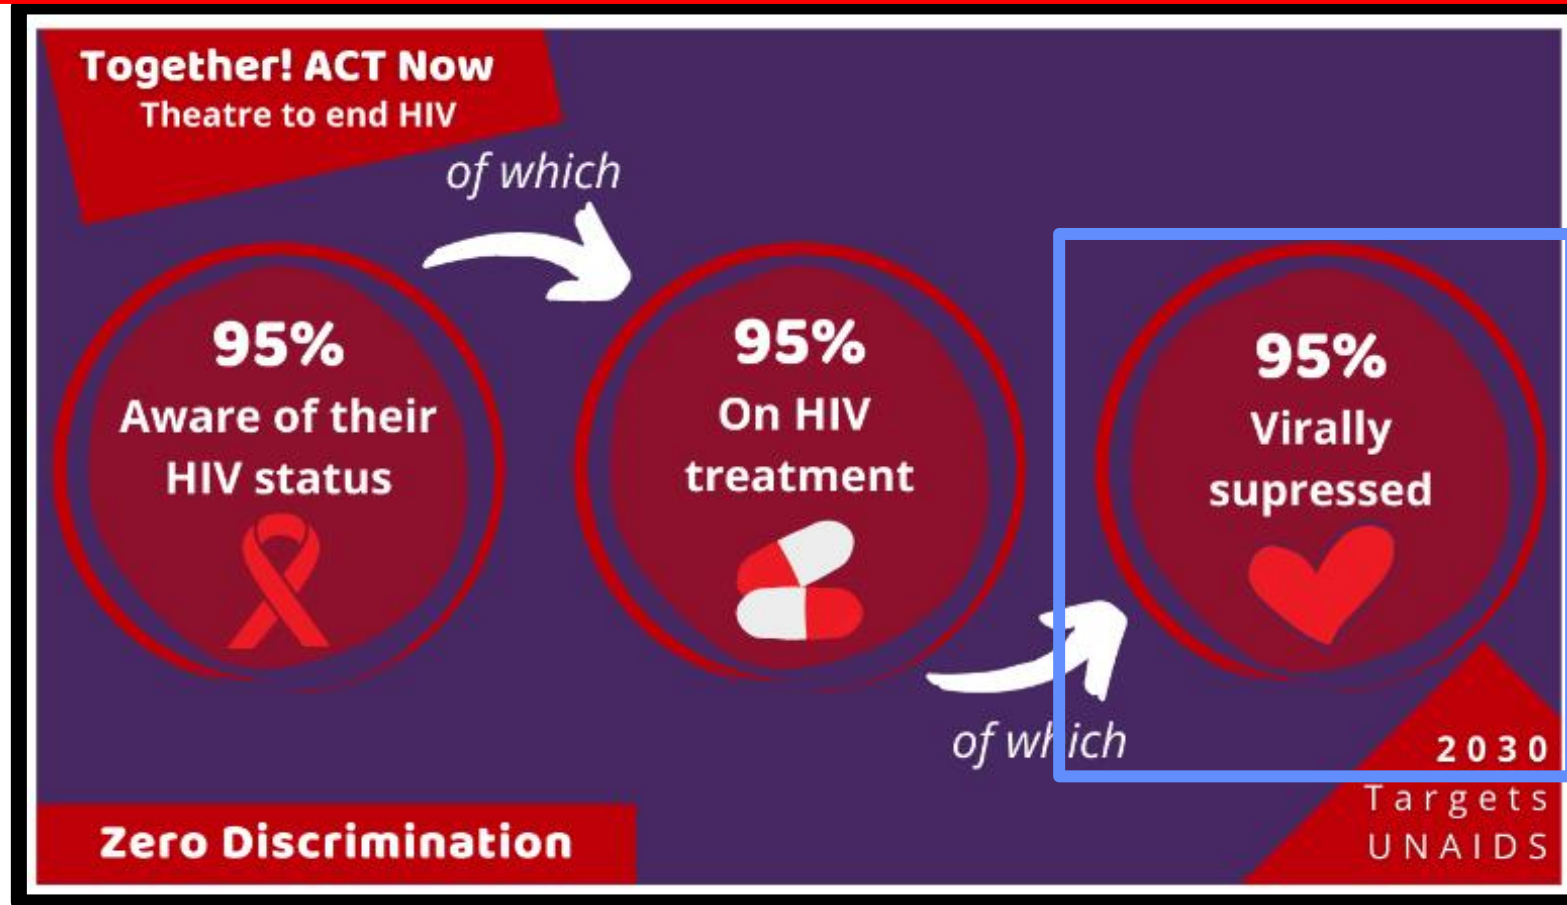 Together! ACT Now
Theatre to end HIV
of which
95%
Aware of their
HIV status
95%
On HIV
treatment
of which
95%
Virally
supressed
Zero Discrimination
2030
Targets
UNAIDS